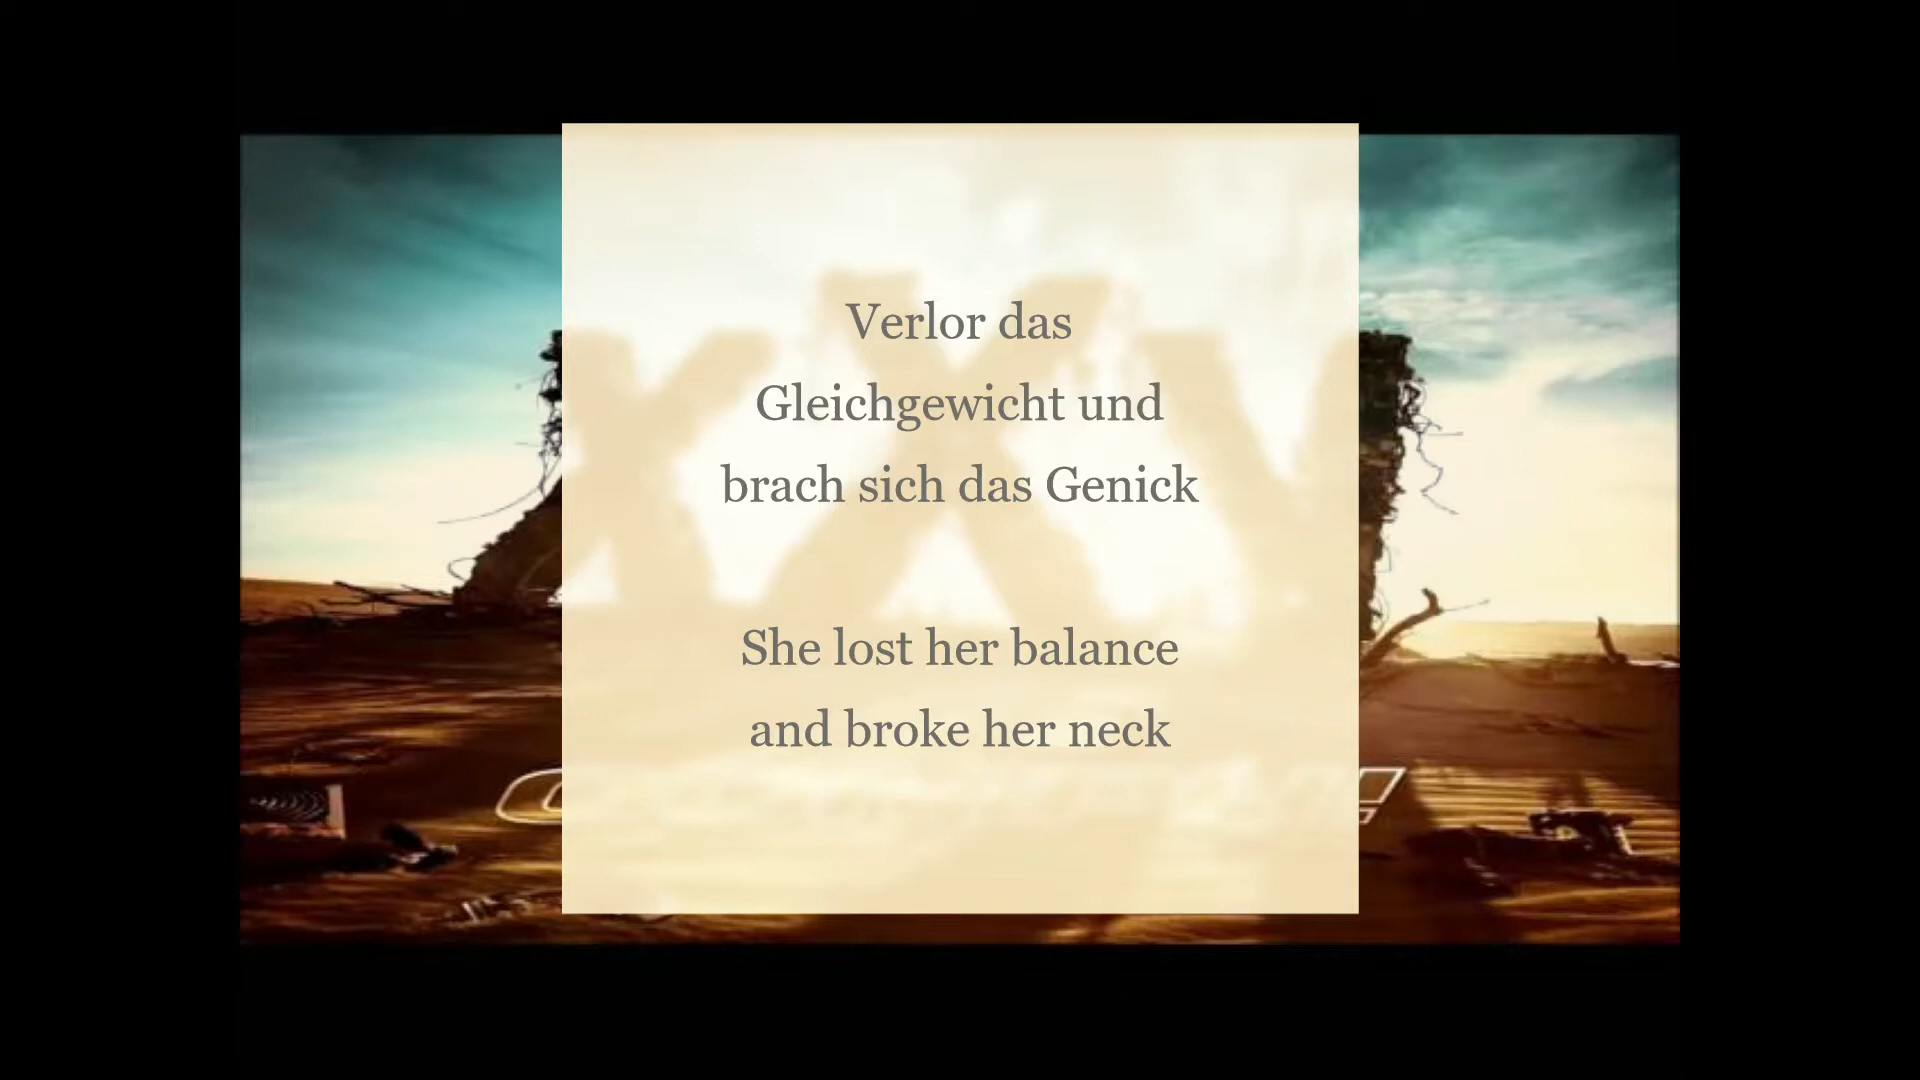 Verlor das
Gleichgewicht und
brach sich das Genick
She lost her balance
and broke her neck